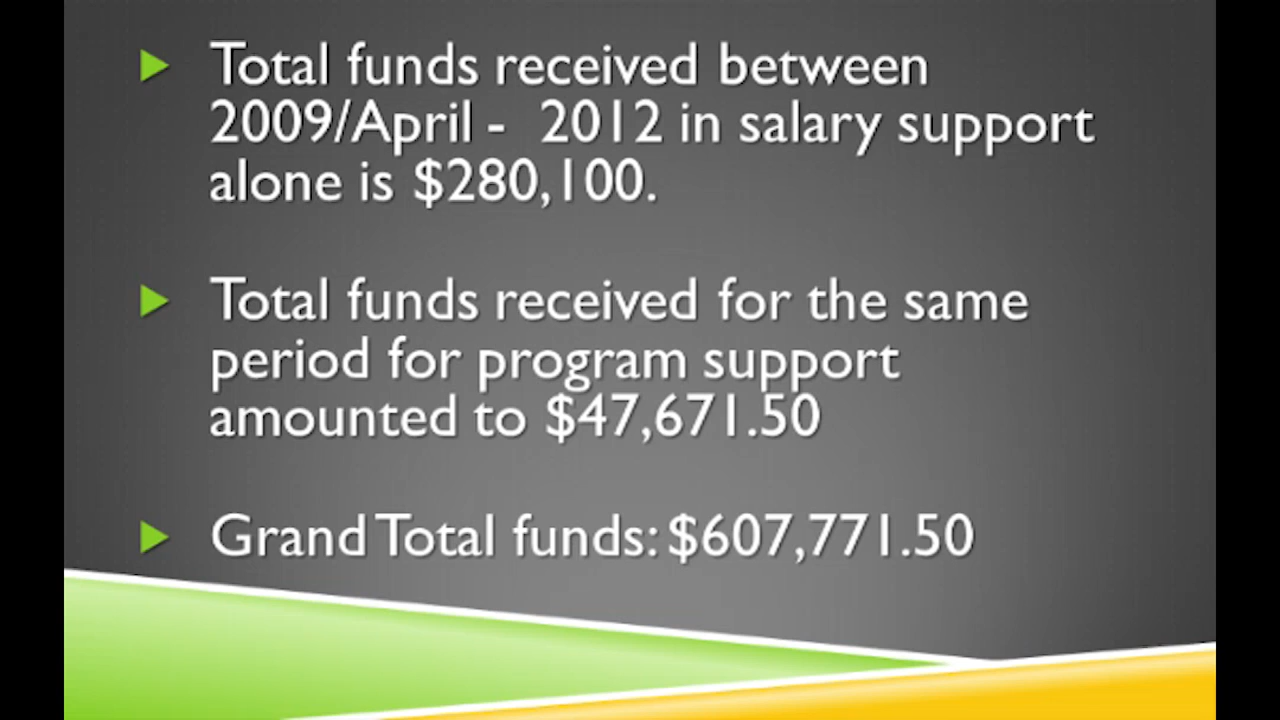 Total funds received between
2009/April - 2012 in salary support
alone is $280,100.
Total funds received for the same
period for program support
amounted to $47,671.50
Grand Total funds: $607,771.50